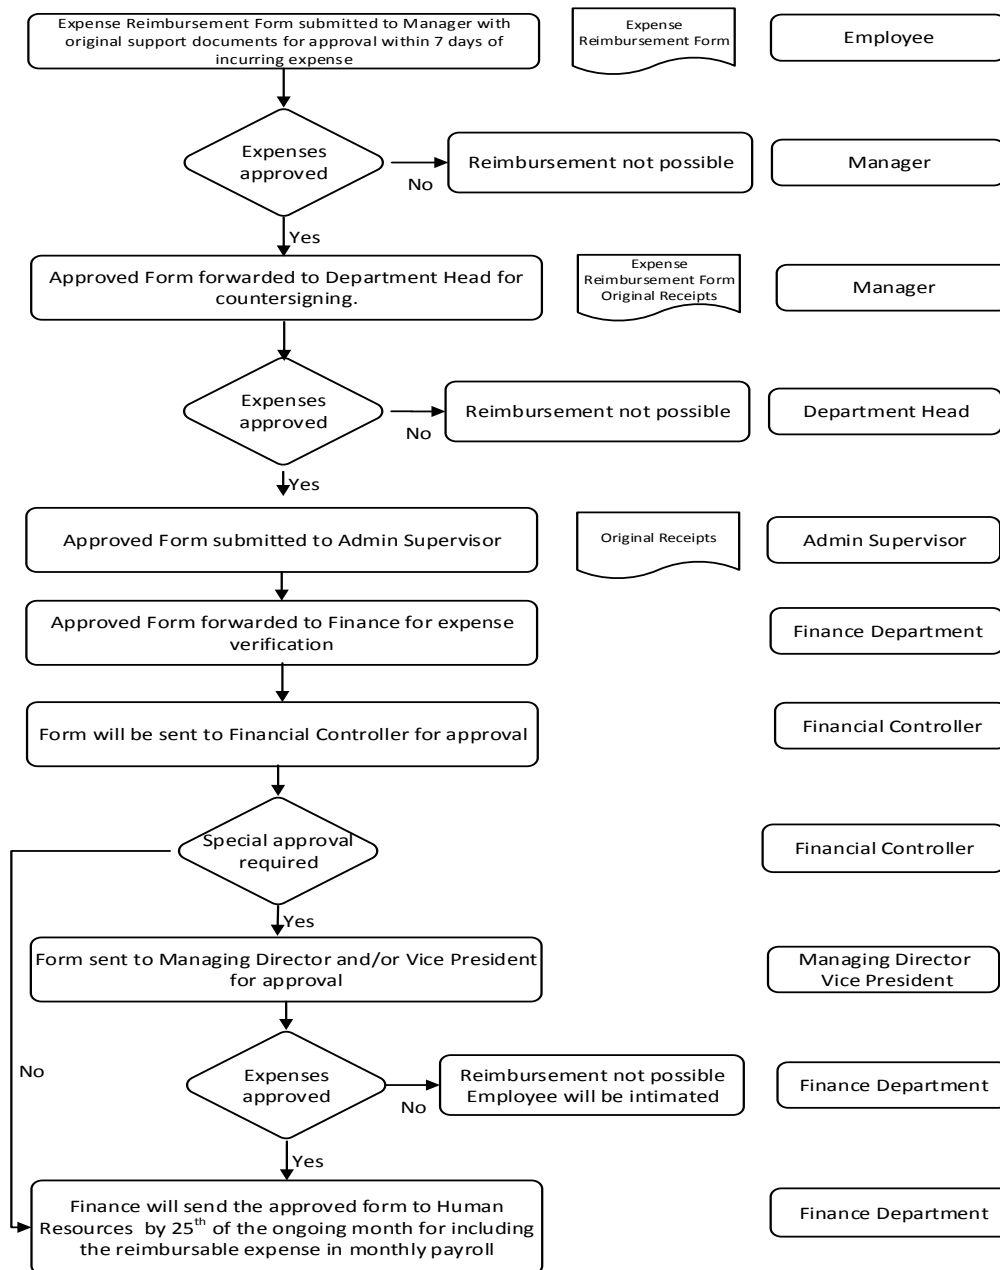 Expense Reimbursement Form submitted to Manager with
original support documents for approval within 7 days of
incurring expense
Expense
Reimbursement Form
Employee
Expenses
approved
No
Reimbursement not possible
Manager
Yes
Approved Form forwarded to Department Head for
countersigning.
Expense
Reimbursement Form
Original Receipts
Manager
Expenses
approved
No
Reimbursement not possible
Department Head
Yes
Approved Form submitted to Admin Supervisor
Original Receipts
Admin Supervisor
Approved Form forwarded to Finance for expense
verification
Finance Department
Form will be sent to Financial Controller for approval
Financial Controller
Special approval
required
Financial Controller
Yes
Form sent to Managing Director and/or Vice President
for approval
Managing Director
Vice President
No
Expenses
approved
No
Reimbursement not possible
Employee will be intimated
Finance Department
Yes
Finance will send the approved form to Human
Resources by 25th of the ongoing month for including
the reimbursable expense in monthly payroll
Finance Department